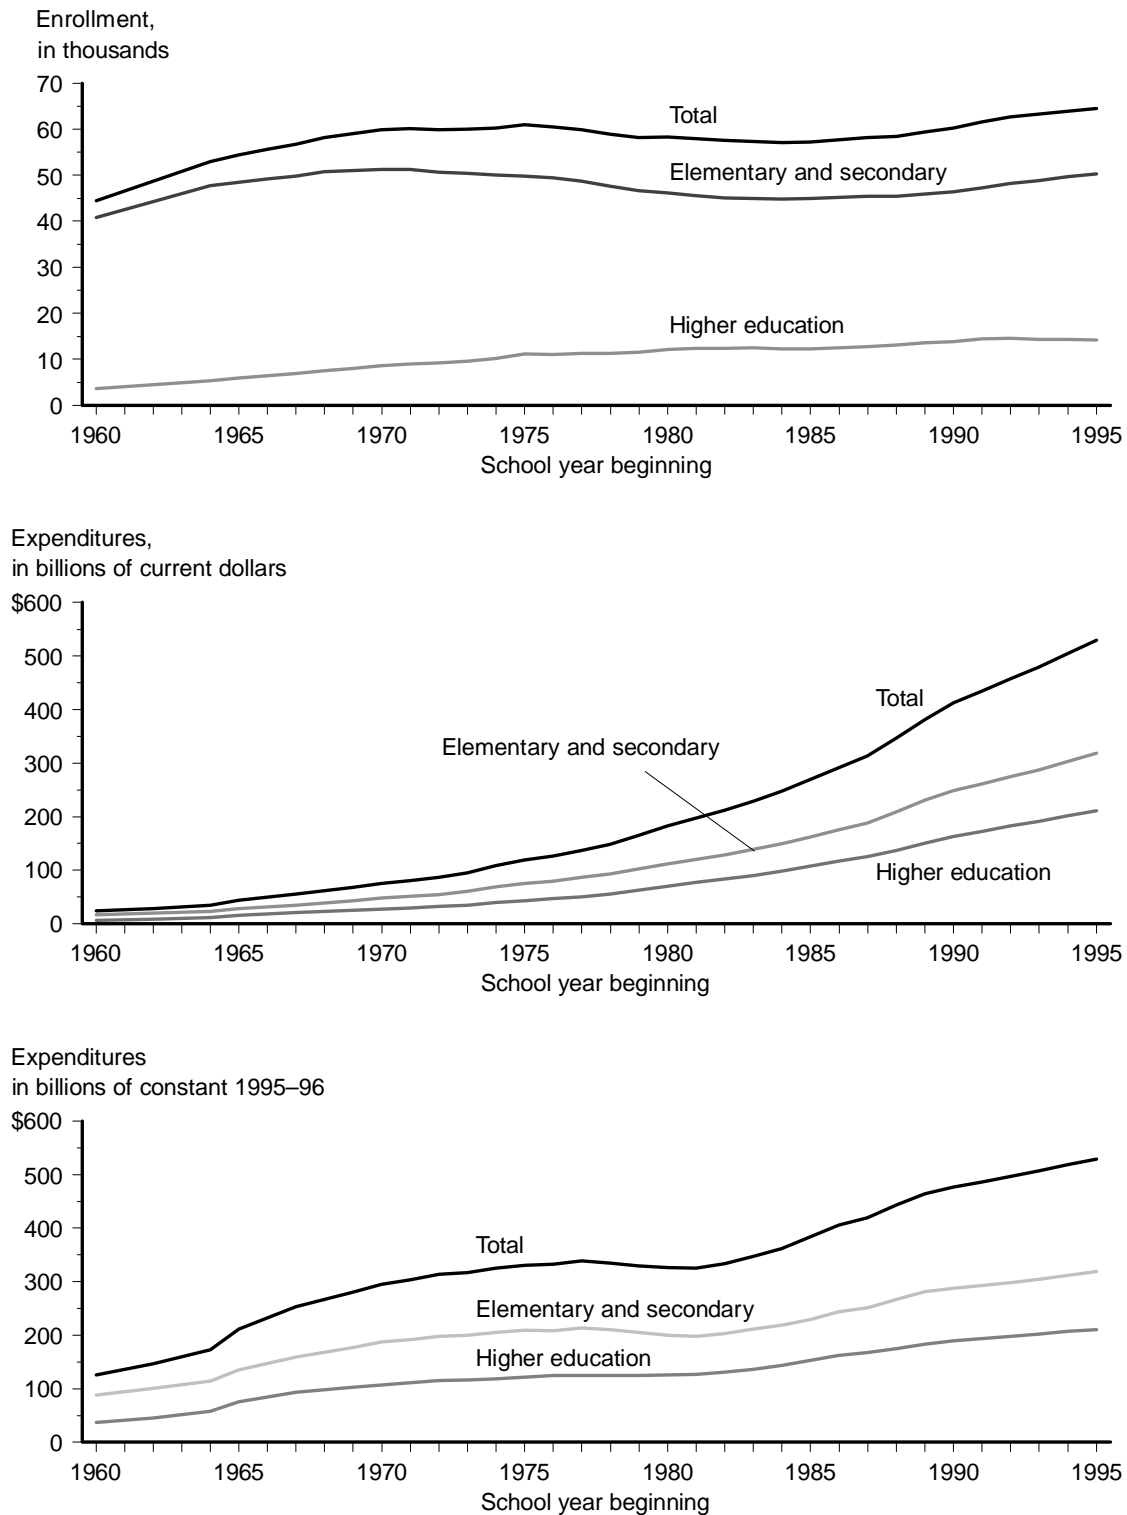 Enrollment,
in thousands
70
60
50
40
30
20
10
0
Total
Elementary and secondary
Higher education
1960 1965 1970 1975 1980 1985 1990 1995
School year beginning
Expenditures,
in billions of current dollars
$600
500
400
300
200
100
0
Total
Elementary and secondary
Higher education
1960 1965 1970 1975 1980 1985 1990 1995
School year beginning
Expenditures
in billions of constant 1995–96
$600
500
400
300
200
100
0
Total
Elementary and secondary
Higher education
1960 1965 1970 1975 1980 1985 1990 1995
School year beginning